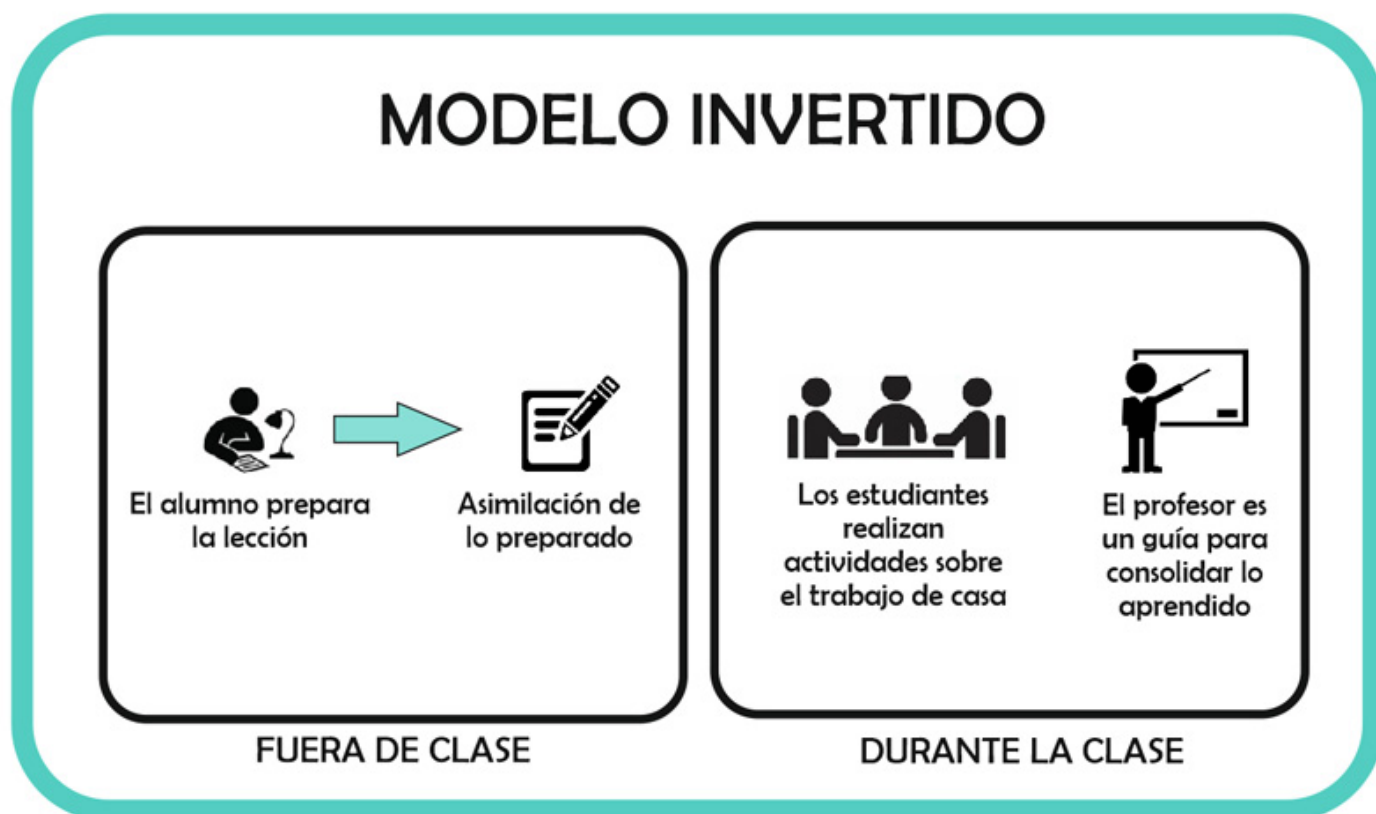 MODELO INVERTIDO
El alumno prepara
la lección
Asimilación de
lo preparado
Los estudiantes
realizan
actividades sobre
el trabajo de casa
El profesor es
un guía para
consolidar lo
aprendido
FUERA DE CLASE
DURANTE LA CLASE